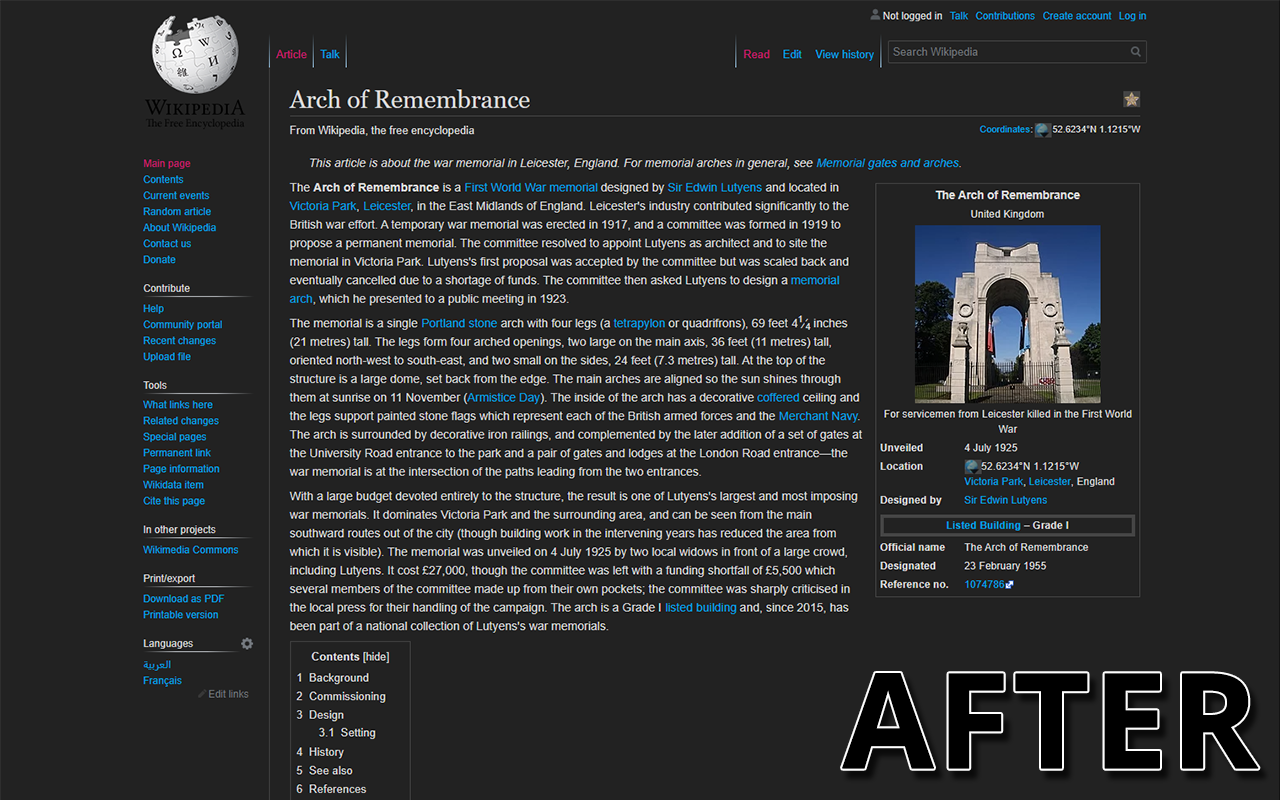 Not logged in Talk Contributions Create account Log in
Article Talk Read Edit View history Search Wikipedia
WIKIPEDIA
The Free Encyclopedia
Main page
Contents
Current events
Random article
About Wikipedia
Contact us
Donate
Contribute
Help
Community portal
Recent changes
Upload file
Tools
What links here
Related changes
Special pages
Permanent link
Page information
Wikidata item
Cite this page
In other projects
Wikimedia Commons
Print/export
Download as PDF
Printable version
Languages
العربية
Français
Edit links
Arch of Remembrance
From Wikipedia, the free encyclopedia
Coordinates: 52.6234°N 1.1215°W
This article is about the war memorial in Leicester, England. For memorial arches in general, see Memorial gates and arches.
The Arch of Remembrance is a First World War memorial designed by Sir Edwin Lutyens and located in
Victoria Park, Leicester, in the East Midlands of England. Leicester's industry contributed significantly to the
British war effort. A temporary war memorial was erected in 1917, and a committee was formed in 1919 to
propose a permanent memorial. The committee resolved to appoint Lutyens as architect and to site the
memorial in Victoria Park. Lutyens's first proposal was accepted by the committee but was scaled back and
eventually cancelled due to a shortage of funds. The committee then asked Lutyens to design a memorial
arch, which he presented to a public meeting in 1923.
The memorial is a single Portland stone arch with four legs (a tetrapylon or quadrifrons), 69 feet 4 1⁄4 inches
(21 metres) tall. The legs form four arched openings, two large on the main axis, 36 feet (11 metres) tall,
oriented north-west to south-east, and two small on the sides, 24 feet (7.3 metres) tall. At the top of the
structure is a large dome, set back from the edge. The main arches are aligned so the sun shines through
them at sunrise on 11 November (Armistice Day). The inside of the arch has a decorative coffered ceiling and
the legs support painted stone flags which represent each of the British armed forces and the Merchant Navy.
The arch is surrounded by decorative iron railings, and complemented by the later addition of a set of gates at
the University Road entrance to the park and a pair of gates and lodges at the London Road entrance—the
war memorial is at the intersection of the paths leading from the two entrances.
With a large budget devoted entirely to the structure, the result is one of Lutyens's largest and most imposing
war memorials. It dominates Victoria Park and the surrounding area, and can be seen from the main
southward routes out of the city (though building work in the intervening years has reduced the area from
which it is visible). The memorial was unveiled on 4 July 1925 by two local widows in front of a large crowd,
including Lutyens. It cost £27,000, though the committee was left with a funding shortfall of £5,500 which
several members of the committee made up from their own pockets; the committee was sharply criticised in
the local press for their handling of the campaign. The arch is a Grade I listed building and, since 2015, has
been part of a national collection of Lutyens's war memorials.
Contents [hide]
1 Background
2 Commissioning
3 Design
3.1 Setting
4 History
5 See also
6 References
The Arch of Remembrance
United Kingdom
For servicemen from Leicester killed in the First World
War
Unveiled 4 July 1925
Location 52.6234°N 1.1215°W
Victoria Park, Leicester, England
Designed by Sir Edwin Lutyens
Listed Building – Grade I
Official name The Arch of Remembrance
Designated 23 February 1955
Reference no. 1074786
AFTER